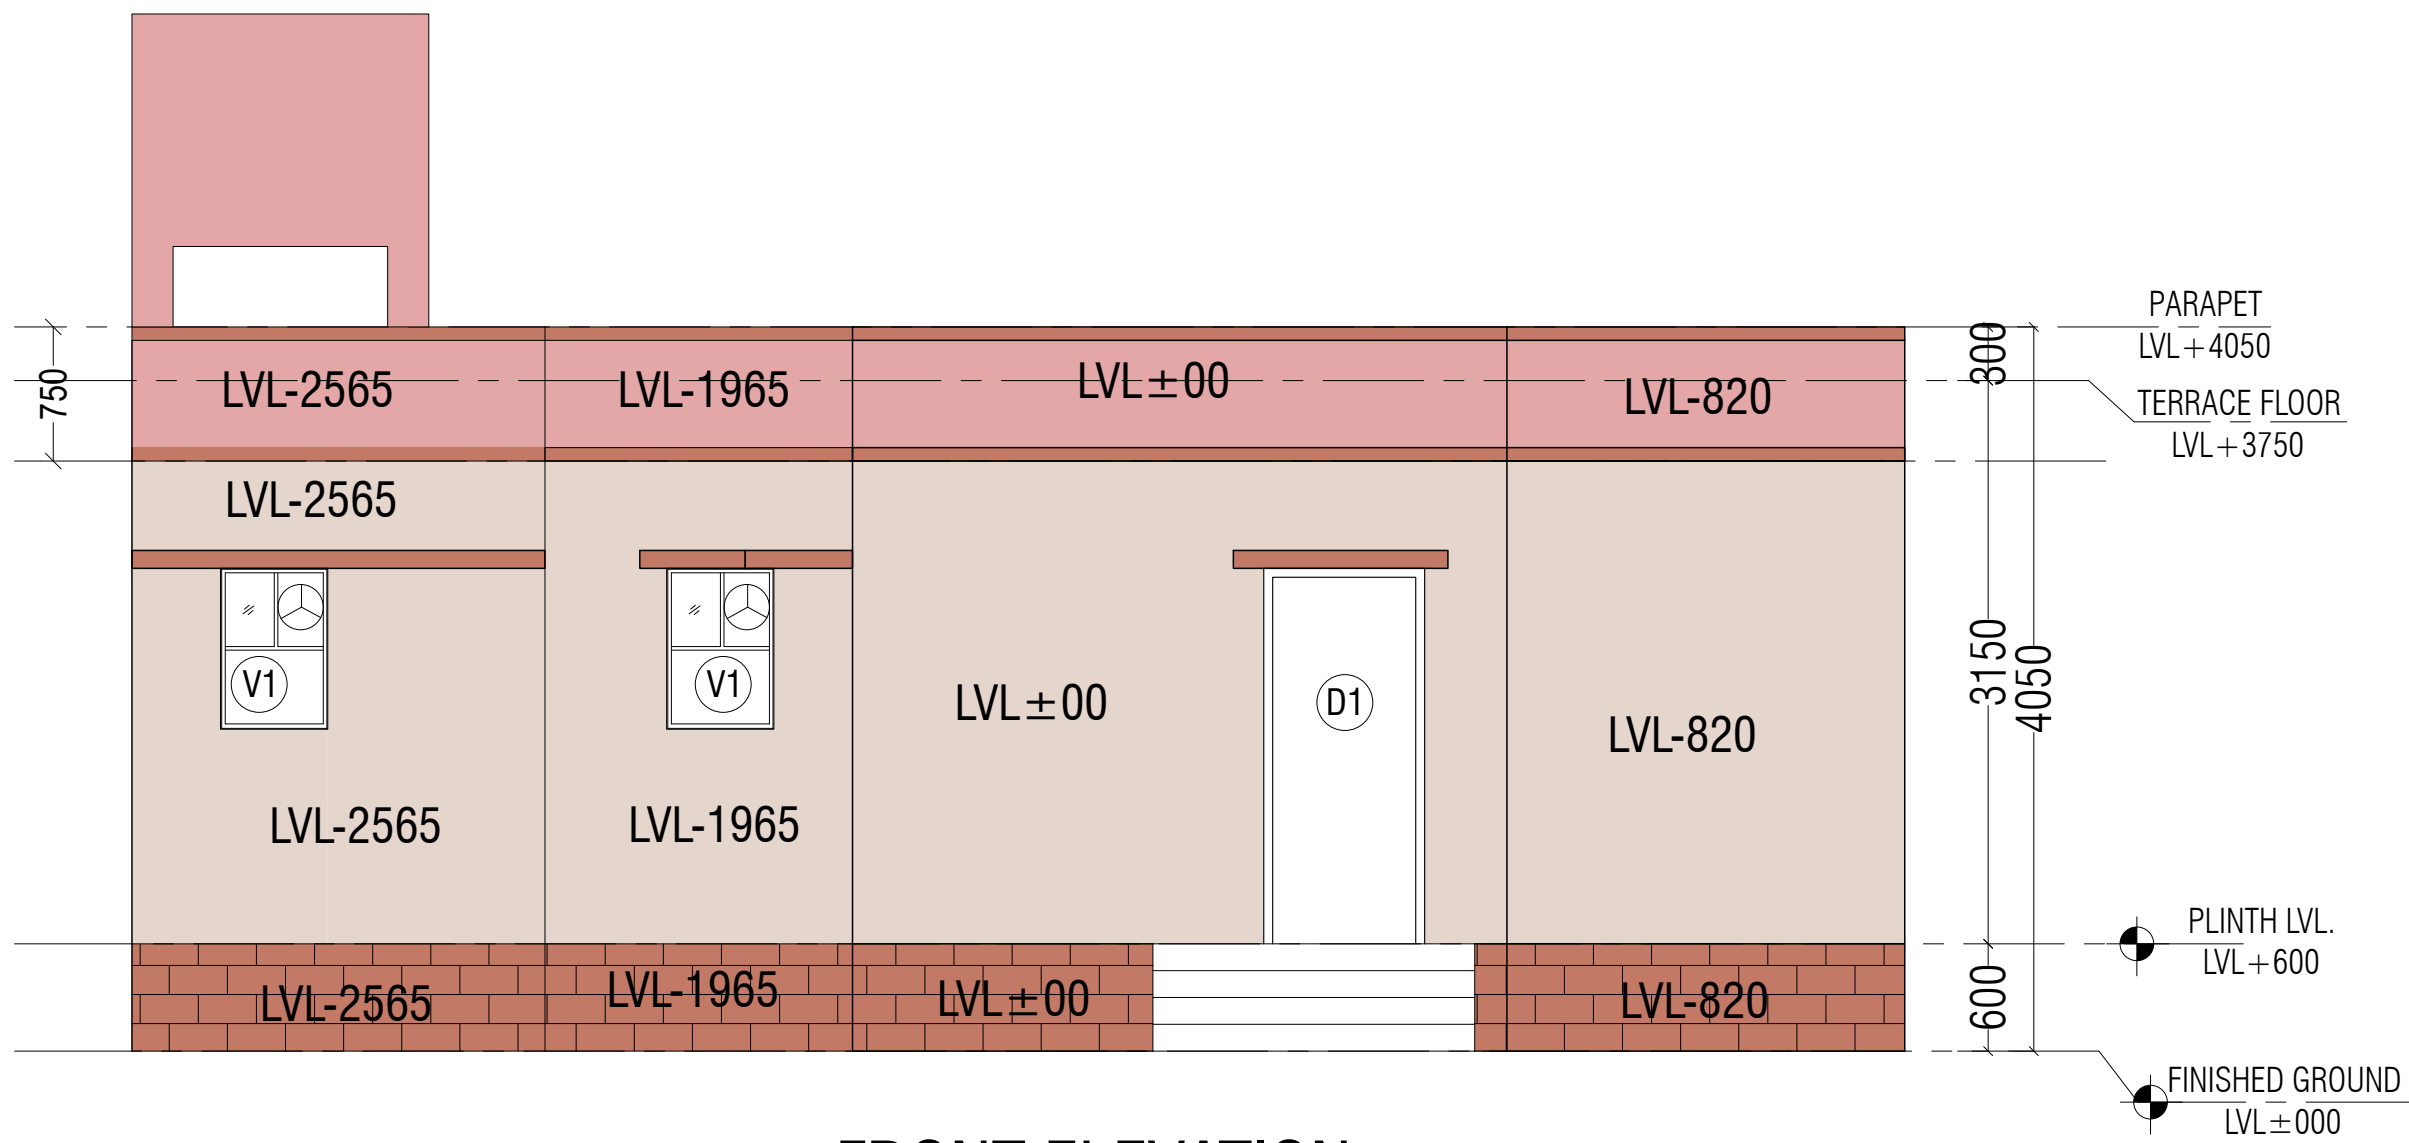 PARAPET
LVL+4050
300
750
LVL-2565
LVL-1965
LVL±00
LVL-820
TERRACE FLOOR
LVL+3750
LVL-2565
3150
4050
V1
V1
D1
LVL±00
LVL-820
LVL-2565
LVL-1965
PLINTH LVL.
LVL+600
600
LVL-2565
LVL-1965
LVL±00
LVL-820
FINISHED GROUND
LVL±000
FRONT ELEVATION